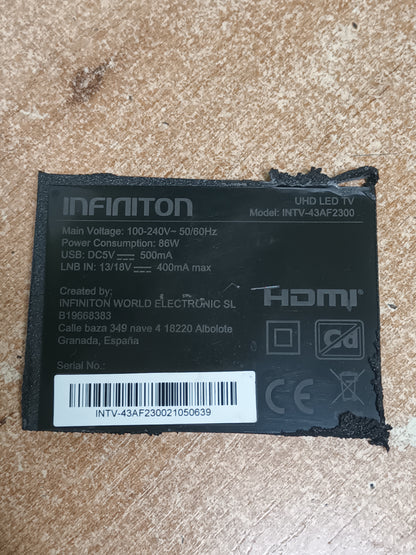 INFINITON
UHD LED TV
Model: INTV-43AF2300
Main Voltage: 100-240V~ 50/60Hz
Power Consumption: 86W
USB: DC5V ⎓ 500mA
LNB IN: 13/18V ⎓ 400mA max
Created by:
INFINITON WORLD ELECTRONIC SL
B19668383
Calle baza 349 nave 4 18220 Albolote
Granada, España
HDMI
Cd
CE
Serial No.:
INTV-43AF230021050639